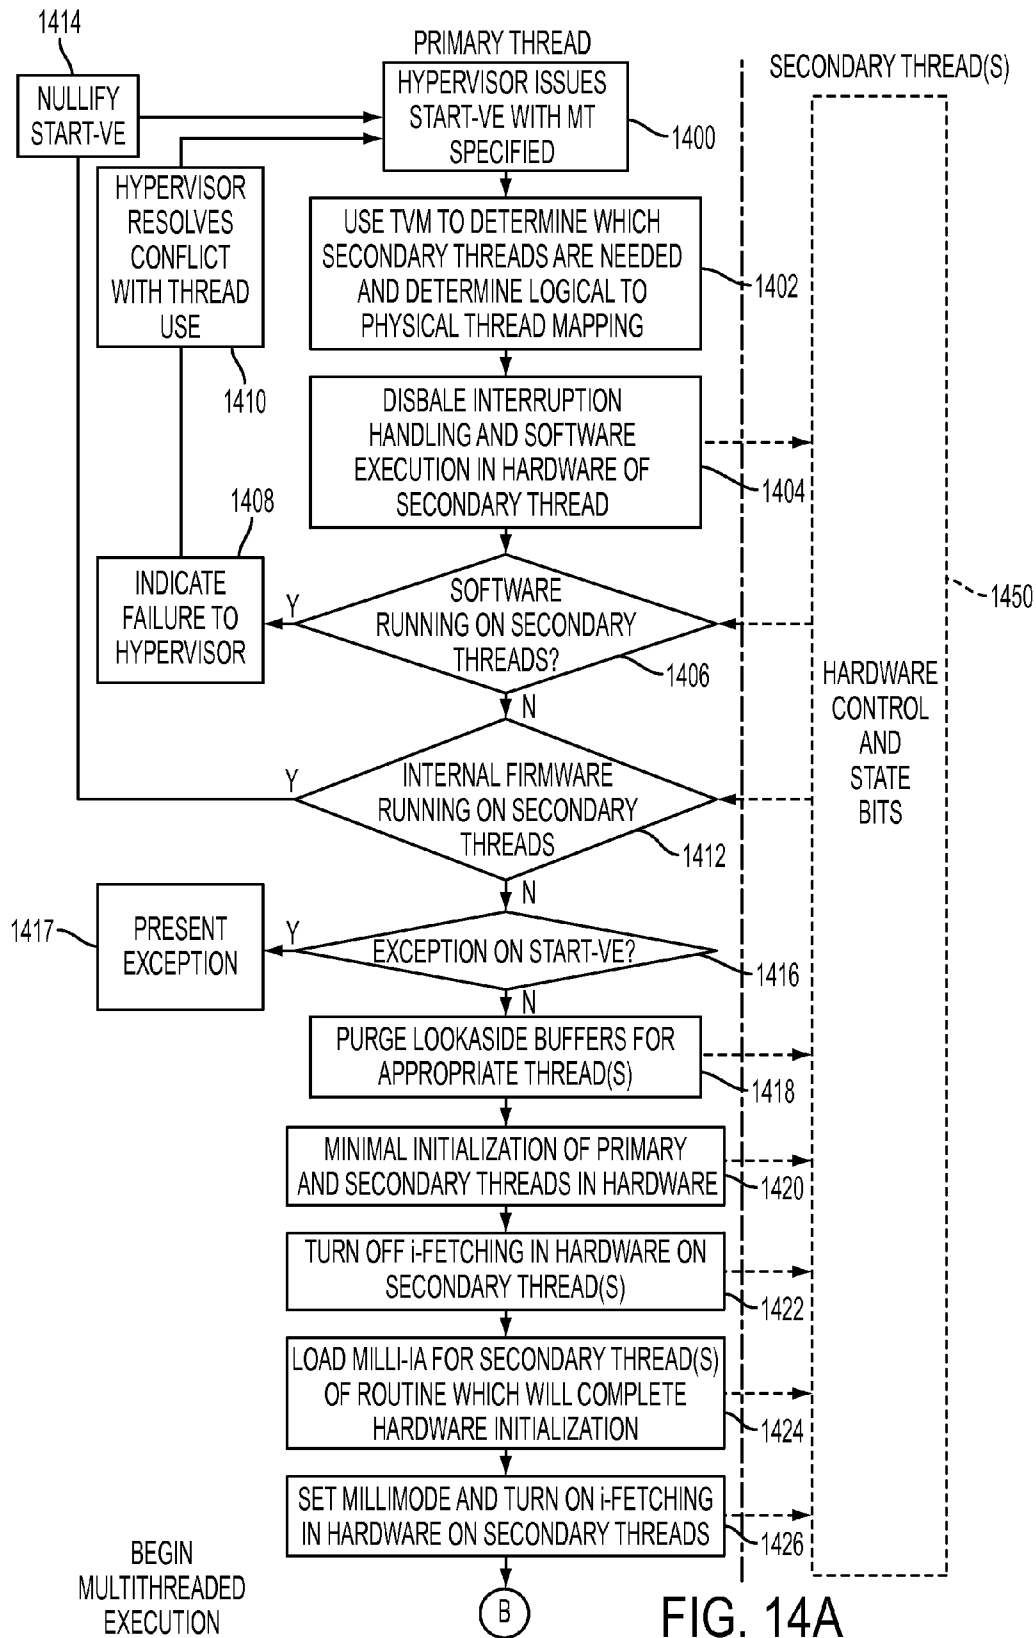 1414
NULLIFY
START-VE
PRIMARY THREAD
HYPERVISOR ISSUES
START-VE WITH MT
SPECIFIED
1400
SECONDARY THREAD(S)
HYPERVISOR
RESOLVES
CONFLICT
WITH THREAD
USE
1410
USE TVM TO DETERMINE WHICH
SECONDARY THREADS ARE NEEDED
AND DETERMINE LOGICAL TO
PHYSICAL THREAD MAPPING
1402
DISBALE INTERRUPTION
HANDLING AND SOFTWARE
EXECUTION IN HARDWARE OF
SECONDARY THREAD
1404
1408
INDICATE
FAILURE TO
HYPERVISOR
Y
SOFTWARE
RUNNING ON SECONDARY
THREADS?
1406
N
1450
HARDWARE
CONTROL
AND
STATE
BITS
Y
INTERNAL FIRMWARE
RUNNING ON SECONDARY
THREADS
1412
N
1417
PRESENT
EXCEPTION
Y
EXCEPTION ON START-VE?
1416
N
PURGE LOOKASIDE BUFFERS FOR
APPROPRIATE THREAD(S)
1418
MINIMAL INITIALIZATION OF PRIMARY
AND SECONDARY THREADS IN HARDWARE
1420
TURN OFF i-FETCHING IN HARDWARE ON
SECONDARY THREAD(S)
1422
LOAD MILLI-IA FOR SECONDARY THREAD(S)
OF ROUTINE WHICH WILL COMPLETE
HARDWARE INITIALIZATION
1424
SET MILLIMODE AND TURN ON i-FETCHING
IN HARDWARE ON SECONDARY THREADS
1426
BEGIN
MULTITHREADED
EXECUTION
B
FIG. 14A